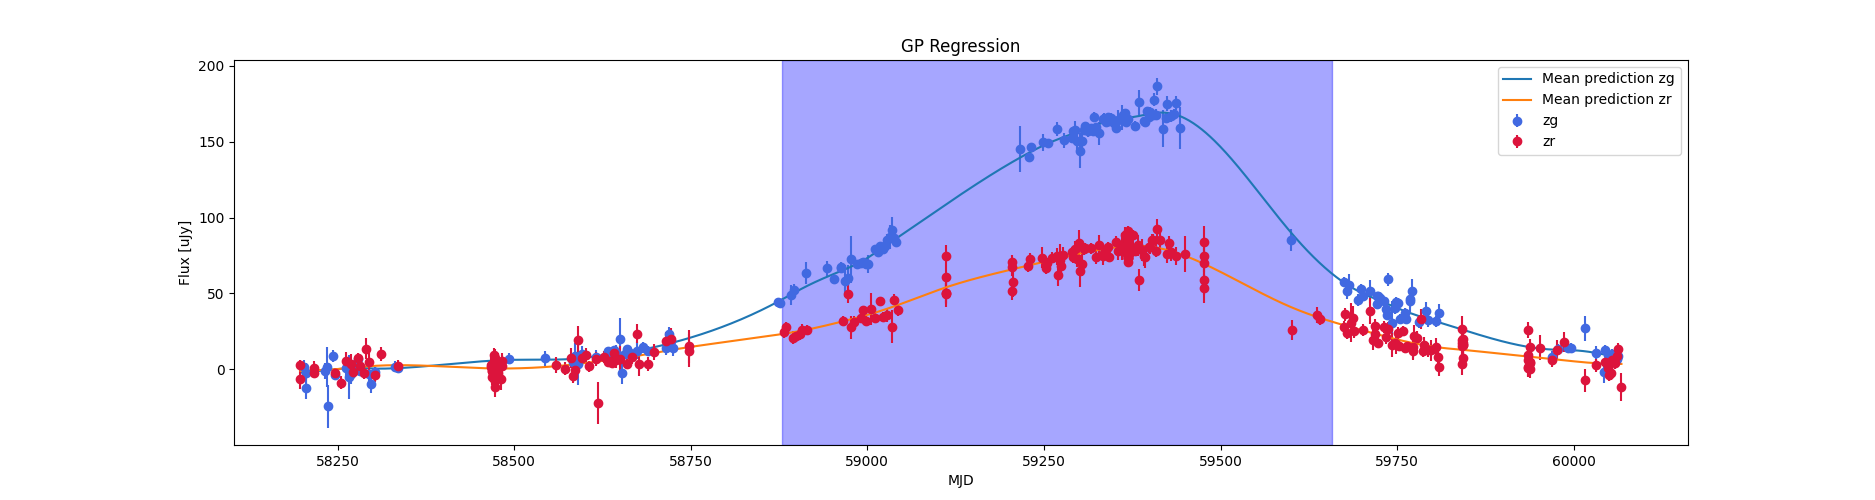 GP Regression
Flux [uJy]
200
150
100
50
0
Mean prediction zg
Mean prediction zr
zg
zr
58250 58500 58750 59000 59250 59500 59750 60000
MJD